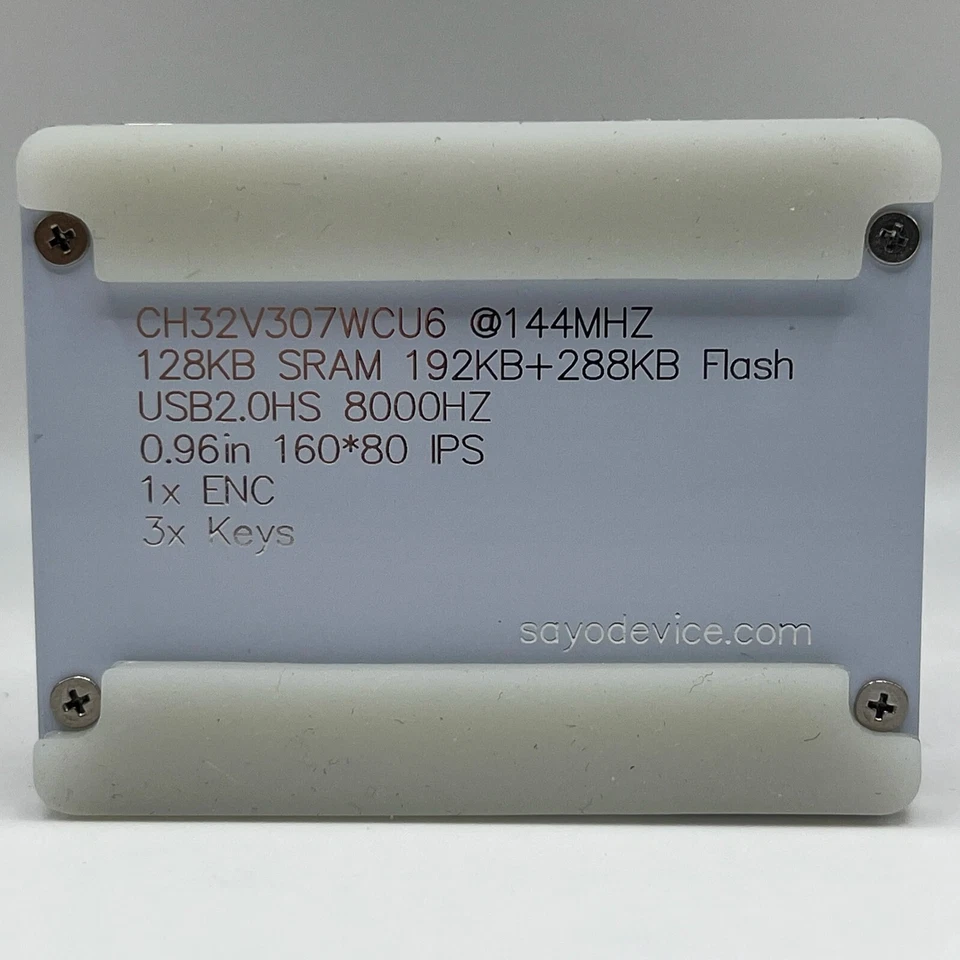 CH32V307WCU6 @144MHZ
128KB SRAM 192KB+288KB Flash
USB2.0HS 8000HZ
0.96in 160*80 IPS
1x ENC
3x Keys
sayodevice.com